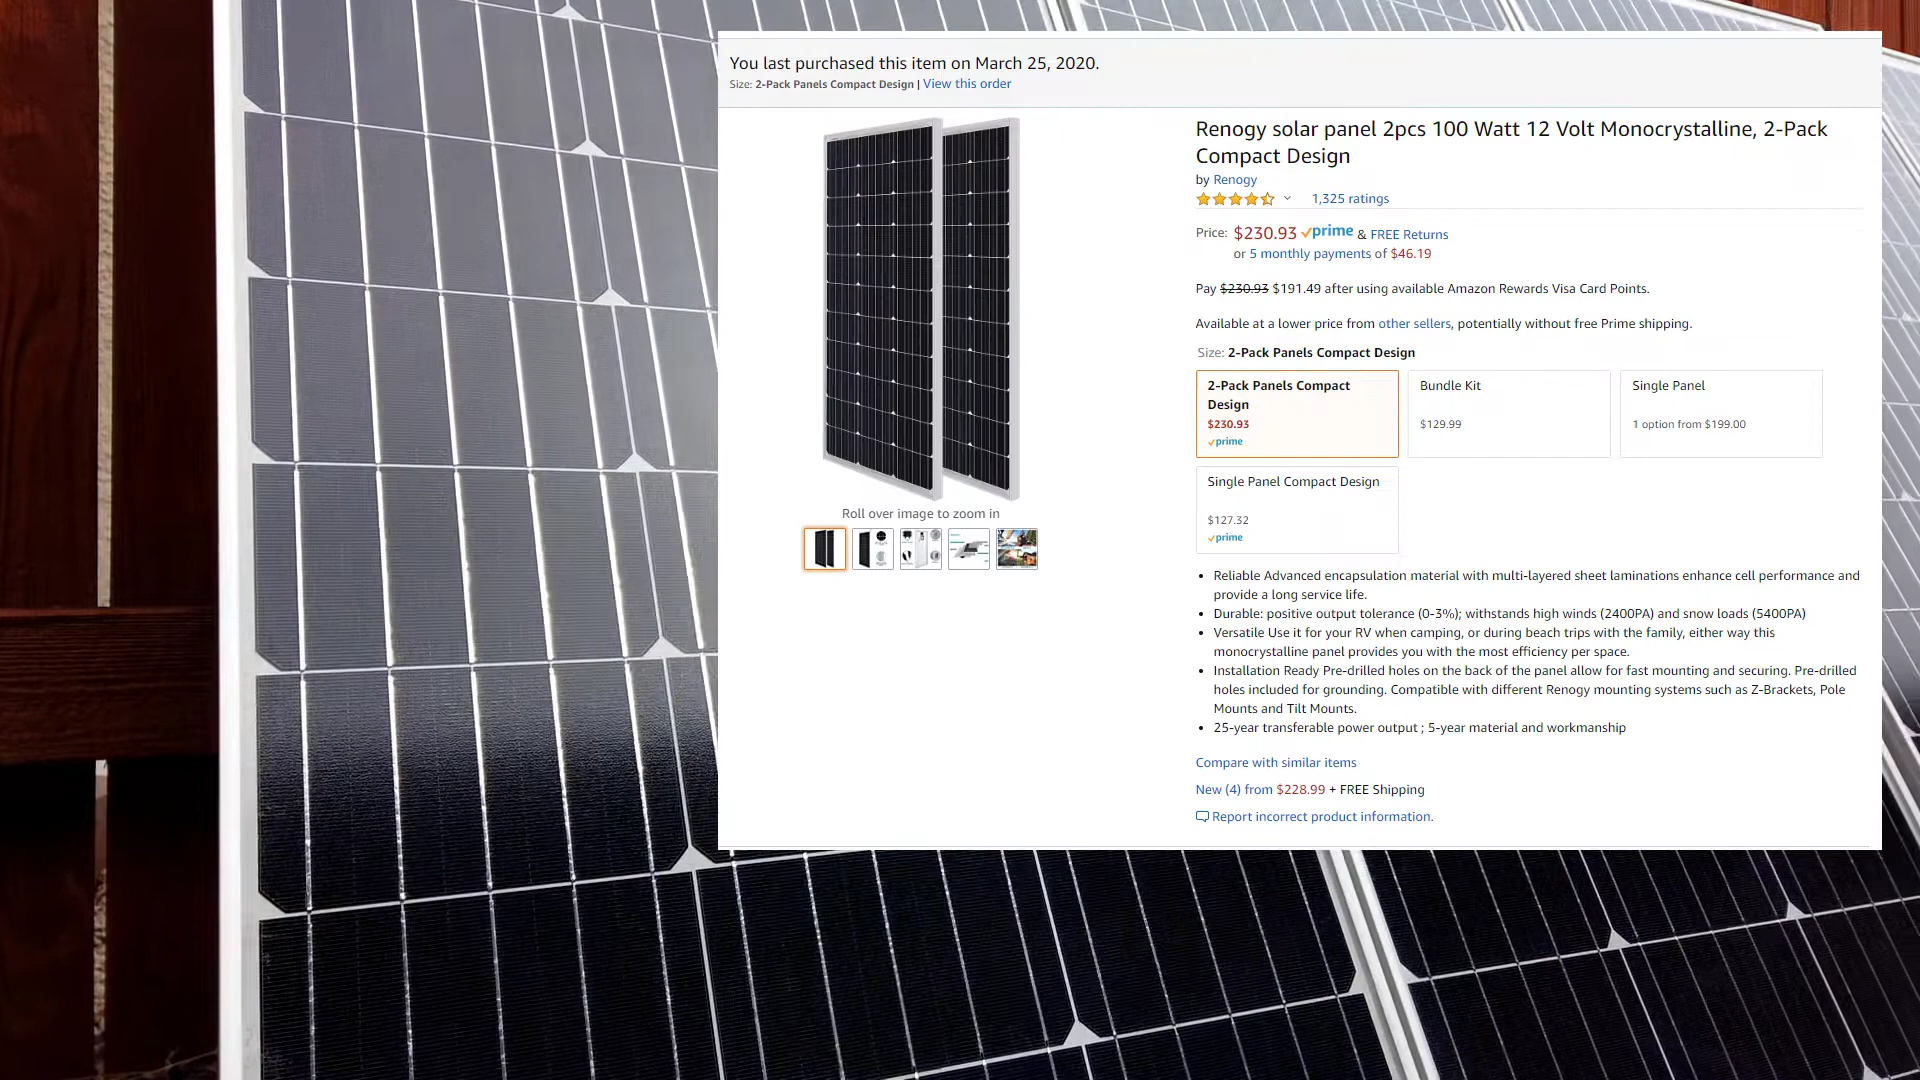 You last purchased this item on March 25, 2020.
Size: 2-Pack Panels Compact Design | View this order
Renogy solar panel 2pcs 100 Watt 12 Volt Monocrystalline, 2-Pack
Compact Design
by Renogy
1,325 ratings
Price: $230.93 prime & FREE Returns
or 5 monthly payments of $46.19
Pay $230.93 $191.49 after using available Amazon Rewards Visa Card Points.
Available at a lower price from other sellers, potentially without free Prime shipping.
Size: 2-Pack Panels Compact Design
2-Pack Panels Compact
Design
$230.93
prime
Bundle Kit
$129.99
Single Panel
1 option from $199.00
Single Panel Compact Design
$127.32
prime
Roll over image to zoom in
• Reliable Advanced encapsulation material with multi-layered sheet laminations enhance cell performance and
provide a long service life.
• Durable: positive output tolerance (0-3%); withstands high winds (2400PA) and snow loads (5400PA)
• Versatile Use it for your RV when camping, or during beach trips with the family, either way this
monocrystalline panel provides you with the most efficiency per space.
• Installation Ready Pre-drilled holes on the back of the panel allow for fast mounting and securing. Pre-drilled
holes included for grounding. Compatible with different Renogy mounting systems such as Z-Brackets, Pole
Mounts and Tilt Mounts.
• 25-year transferable power output ; 5-year material and workmanship
Compare with similar items
New (4) from $228.99 + FREE Shipping
Report incorrect product information.